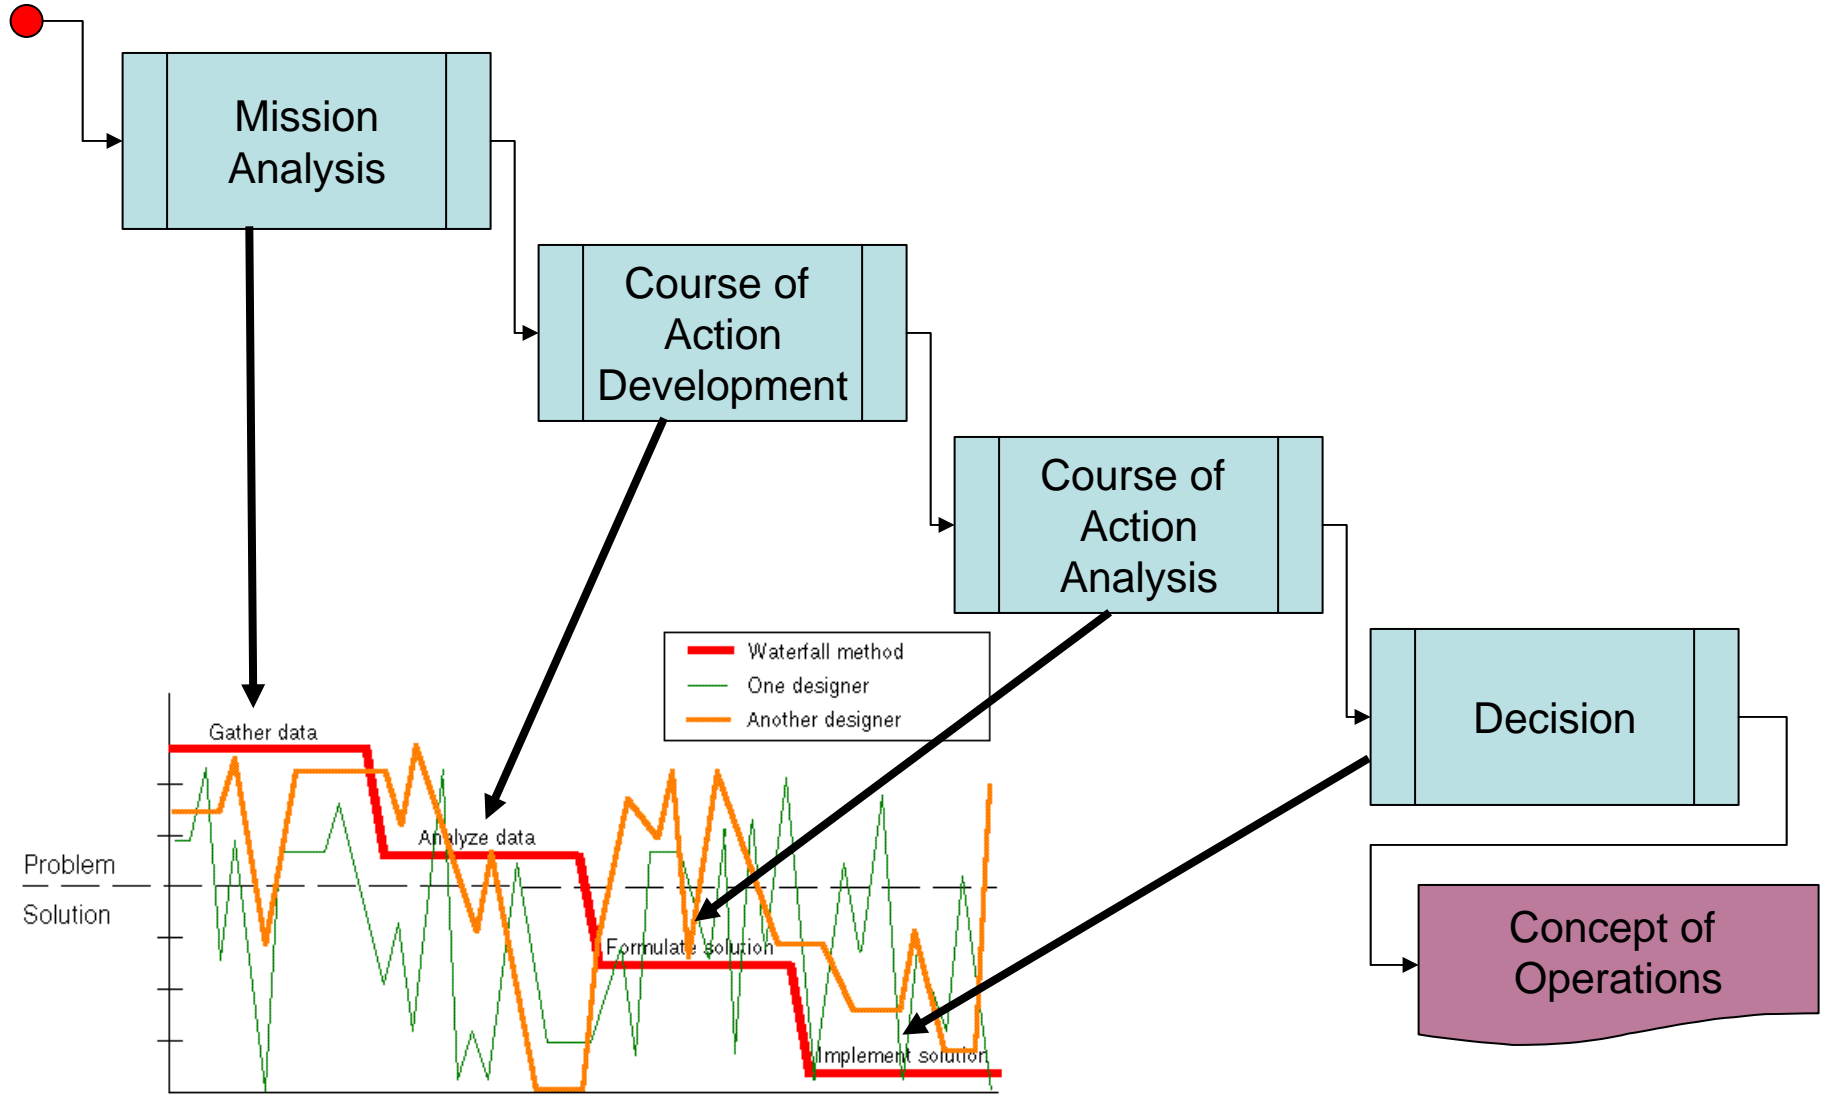 Mission
Analysis
Course of
Action
Development
Course of
Action
Analysis
Decision
Concept of
Operations
Waterfall method
One designer
Another designer
Gather data
Analyze data
Problem
Solution
Formulate solution
Implement solution